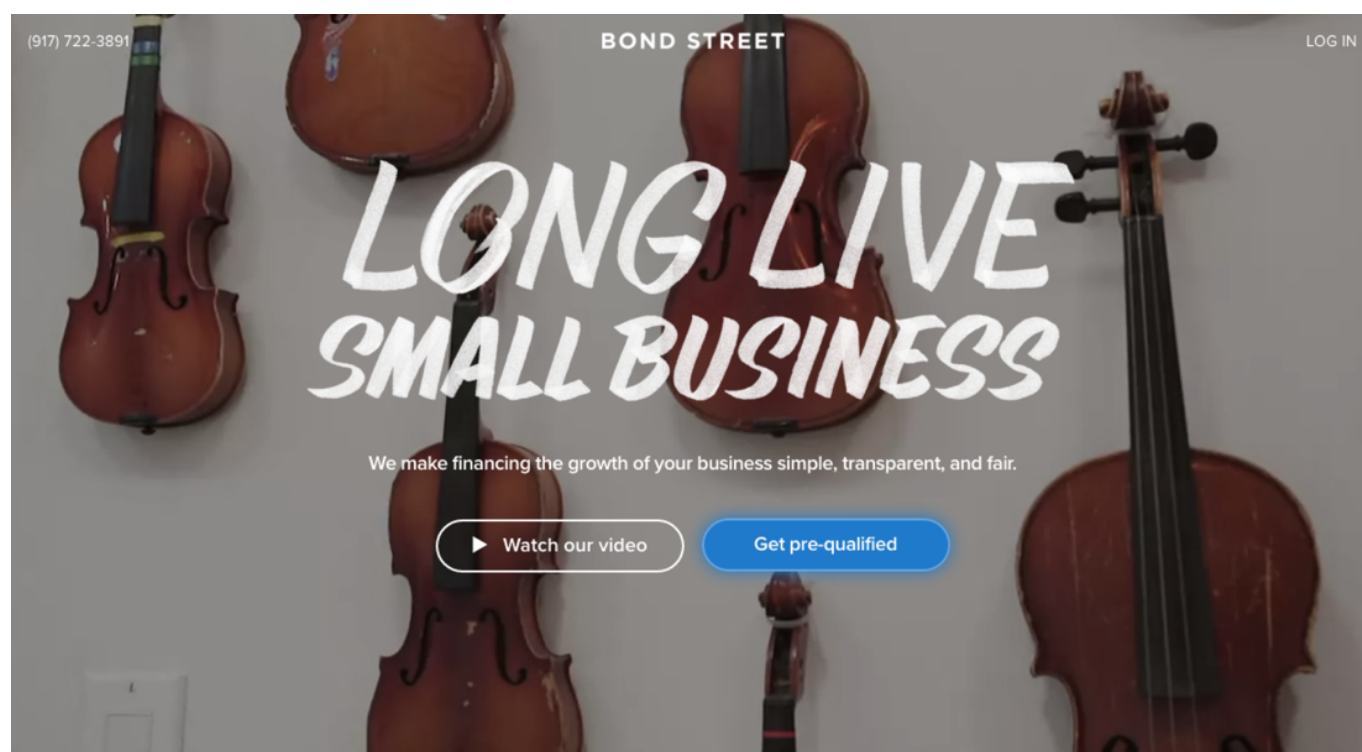 (917) 722-3891
BOND STREET
LOG IN
LONG LIVE
SMALL BUSINESS
We make financing the growth of your business simple, transparent, and fair.
Watch our video
Get pre-qualified